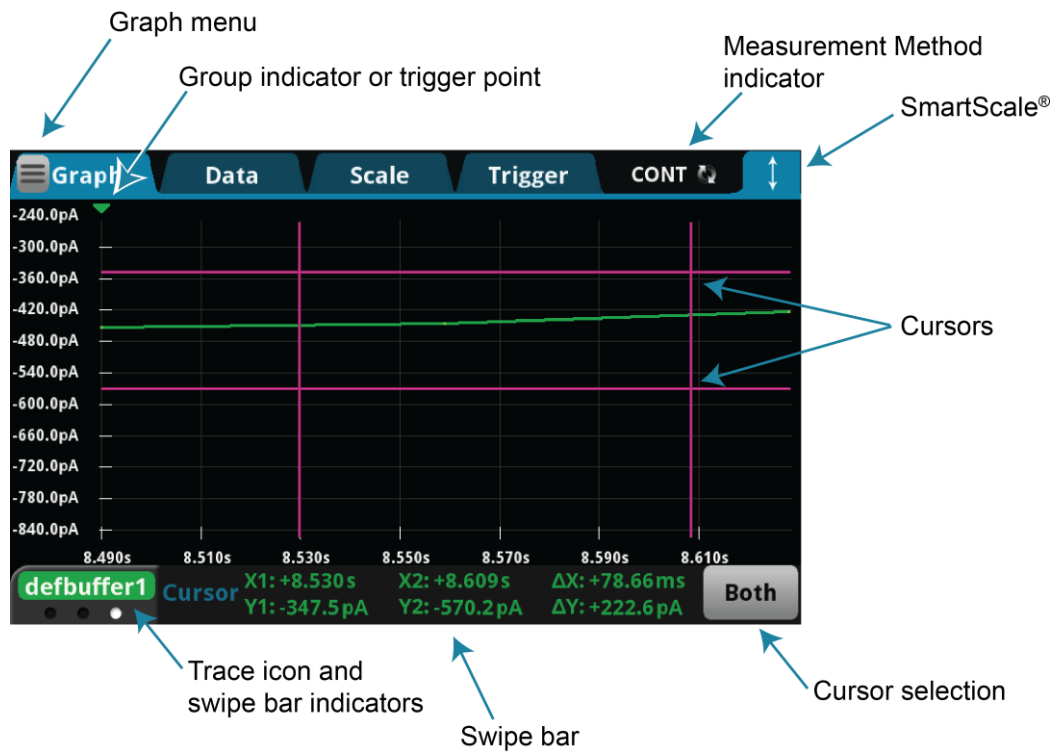 Graph menu
Group indicator or trigger point
Measurement Method
indicator
SmartScale®
Graph Data Scale Trigger CONT
-240.0pA
-300.0pA
-360.0pA
-420.0pA
-480.0pA
-540.0pA
-600.0pA
-660.0pA
-720.0pA
-780.0pA
-840.0pA
Cursors
8.490s 8.510s 8.530s 8.550s 8.570s 8.590s 8.610s
defbuffer1 Cursor X1: +8.530s X2: +8.609s ΔX: +78.66ms Both
Y1: -347.5pA Y2: -570.2pA ΔY: +222.6pA
Trace icon and
swipe bar indicators
Swipe bar
Cursor selection